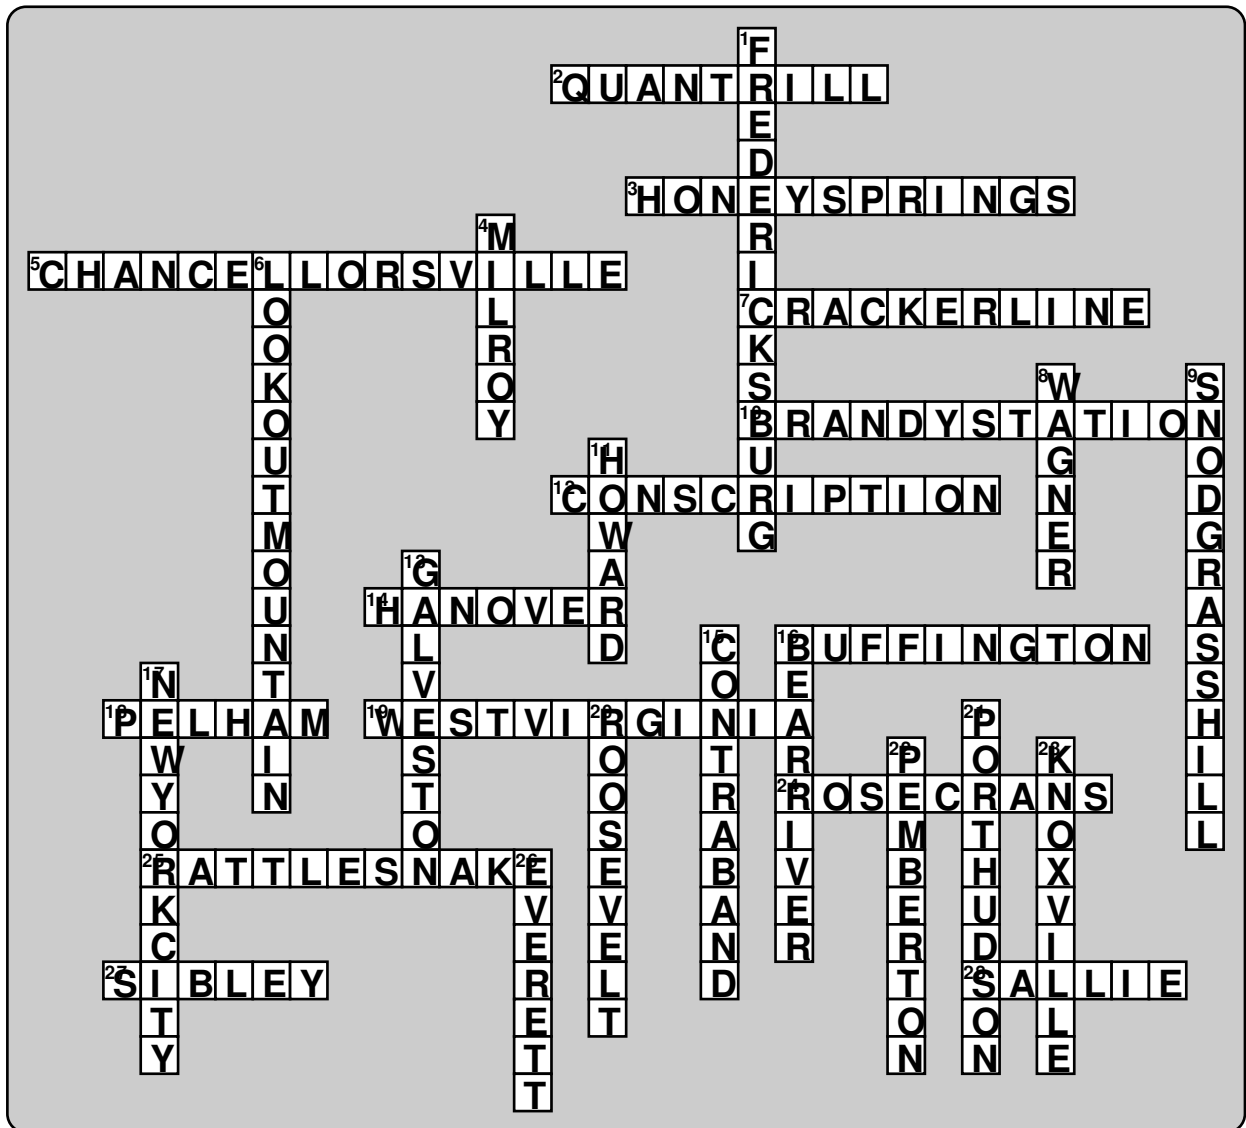 1 FREDERICKSBURG
2 QUANTRILL
3 HONEYSPRINGS
4 MILROY
5 CHANCELLORSVILLE
6 LOOKOUTMOUNTAIN
7 CRACKERLINE
8 WAGNER
9 SNODGRASSHILL
10 BRANDYSTATION
11 HOWARD
12 CONSCRIPTION
13 GALVESTON
14 HANOVER
15 CONTRABAND
16 BUFFINGTON
BEARRIVER
17 NEWYORKCITY
18 PELHAM
19 WESTVIRGINIA
20 ROOSEVELT
21 PORTHUDSON
22 PEMBERTON
23 KNOXVILLE
24 ROSECRANS
25 RATTLESNAKE
26 EVERETT
27 SIBLEY
28 SALLIE